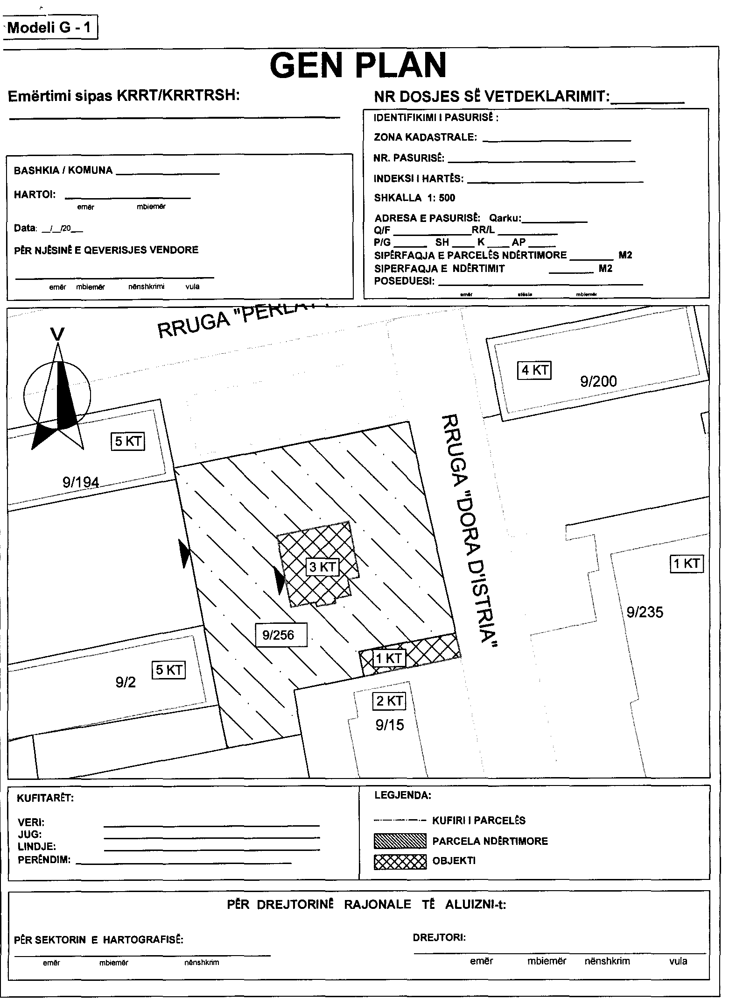 Modeli G - 1
GEN PLAN
Emërtimi sipas KRRT/KRRTRSH:
NR DOSJES SË VETDEKLARIMIT:
IDENTIFIKIMI I PASURISË :
ZONA KADASTRALE:
NR. PASURISË:
INDEKSI I HARTËS:
SHKALLA 1: 500
ADRESA E PASURISË: Qarku:
Q/F RR/L
P/G SH K AP
SIPËRFAQJA E PARCELËS NDËRTIMORE M2
SIPERFAQJA E NDËRTIMIT M2
POSEDUESI:
emër atësia mbiemër
BASHKIA / KOMUNA
HARTOI:
emër mbiemër
Data: _/_/20__
PËR NJËSINË E QEVERISJES VENDORE
emër mbiemër nënshkrimi vula
RRUGA
V
4 KT
9/200
5 KT
9/194
RRUGA "DORA D'ISTRIA"
3 KT
1 KT
9/235
9/256
1 KT
5 KT
9/2
2 KT
9/15
KUFITARËT:
VERI:
JUG:
LINDJE:
PERËNDIM:
LEGJENDA:
KUFIRI I PARCELËS
PARCELA NDËRTIMORE
OBJEKTI
PËR DREJTORINË RAJONALE TË ALUIZNI-t:
PËR SEKTORIN E HARTOGRAFISË:
emër mbiemër nënshkrim
DREJTORI:
emër mbiemër nënshkrim vula